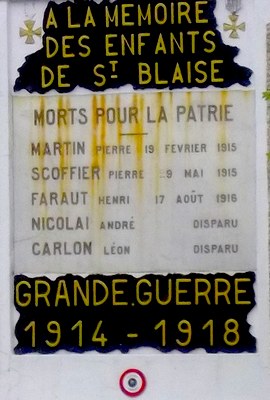 A LA MEMOIRE
DES ENFANTS
DE ST BLAISE
MORTS POUR LA PATRIE
MARTIN PIERRE 19 FEVRIER 1915
SCOFFIER PIERRE 9 MAI 1915
FARAUT HENRI 17 AOÛT 1916
NICOLAI ANDRÉ DISPARU
CARLON LÉON DISPARU
GRANDE.GUERRE
1914 - 1918